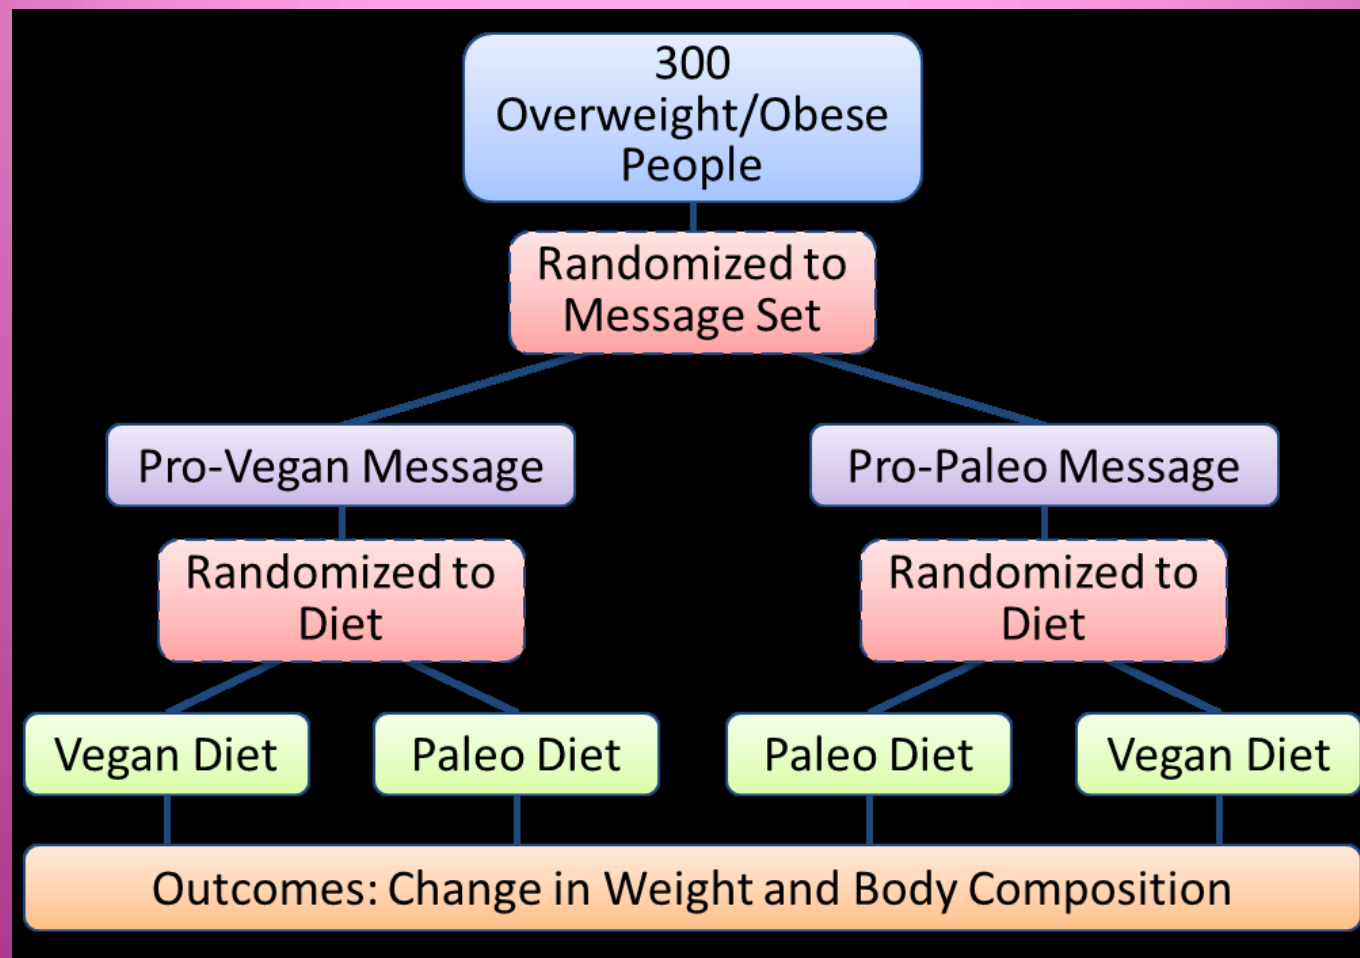 300
Overweight/Obese
People
Randomized to
Message Set
Pro-Vegan Message
Pro-Paleo Message
Randomized to
Diet
Randomized to
Diet
Vegan Diet
Paleo Diet
Paleo Diet
Vegan Diet
Outcomes: Change in Weight and Body Composition